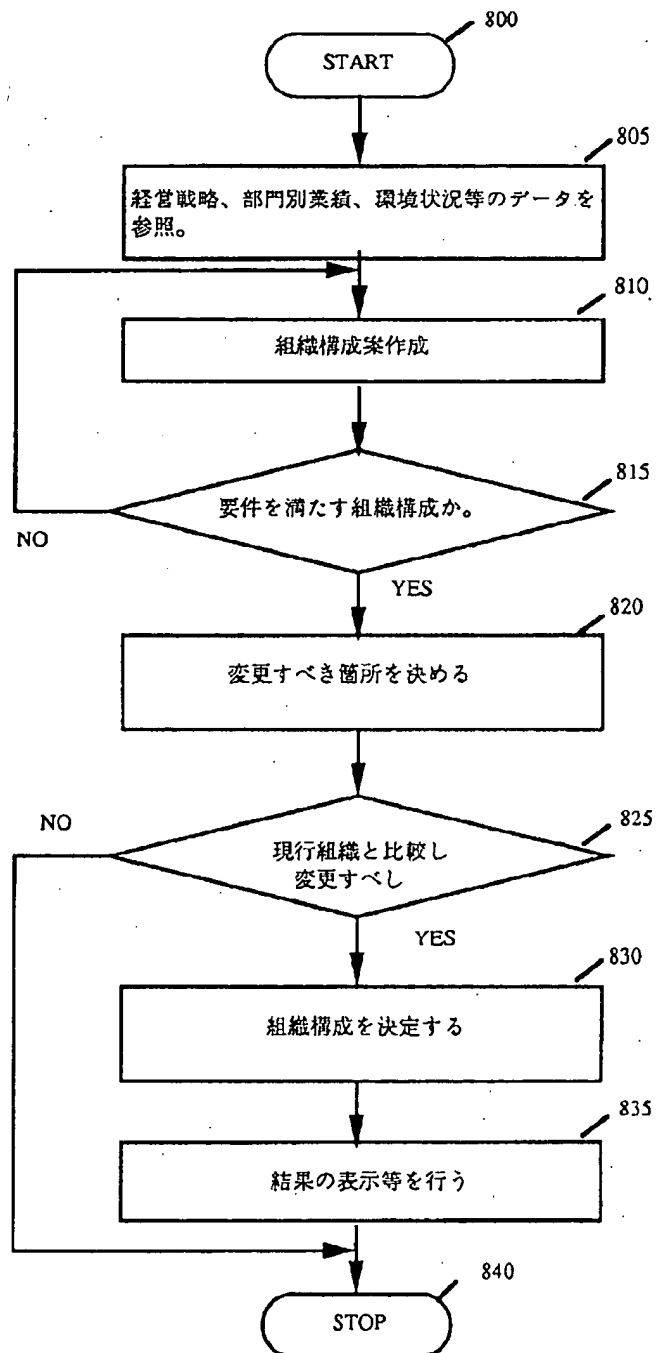 800
START
805
経営戦略、部門別業績、環境状況等のデータを
参照。
810
組織構成案作成
815
要件を満たす組織構成か。
NO
YES
820
変更すべき箇所を決める
NO
825
現行組織と比較し
変更すべし
YES
830
組織構成を決定する
835
結果の表示等を行う
840
STOP